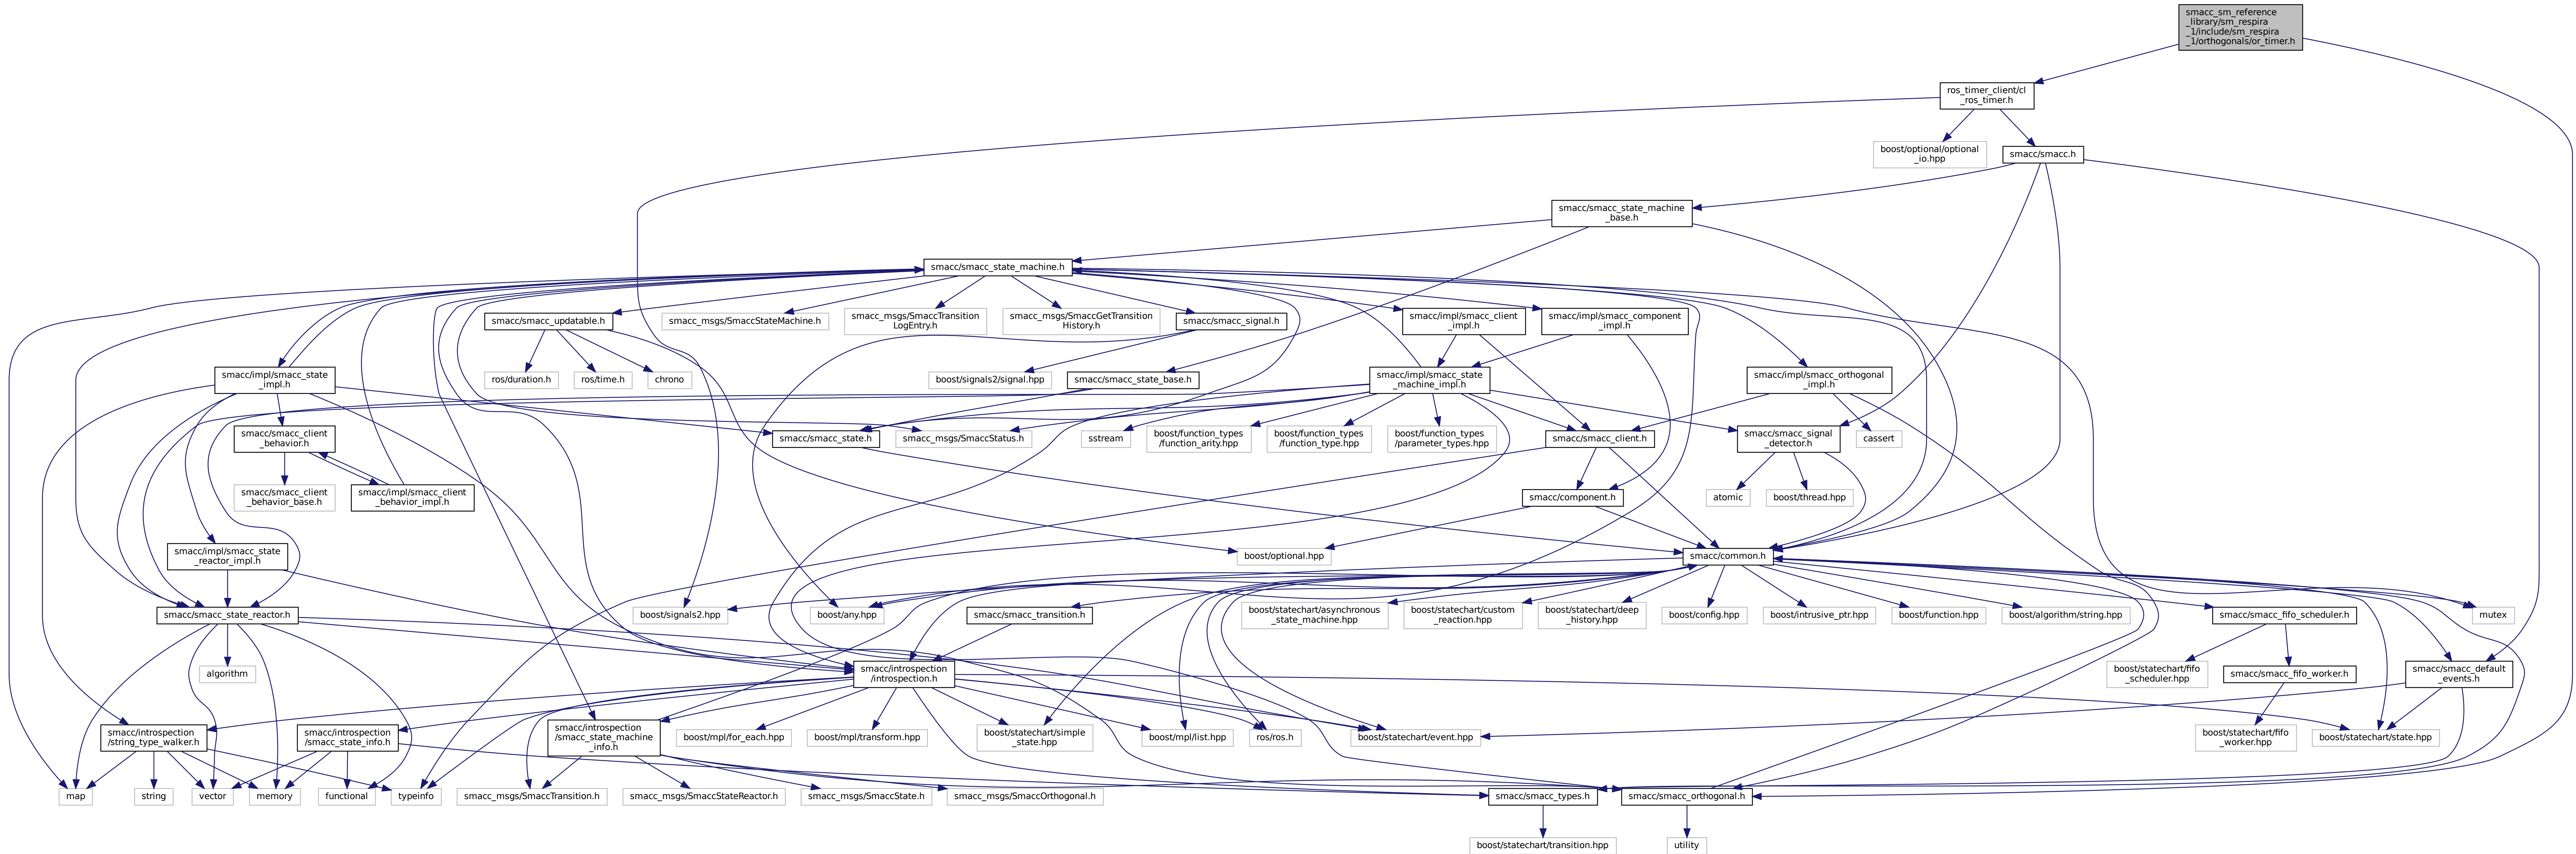 smacc_sm_reference
_library/sm_respira
_1/include/sm_respira
_1/orthogonals/or_timer.h
ros_timer_client/cl
_ros_timer.h
boost/optional/optional
_io.hpp
smacc/smacc.h
smacc/smacc_state_machine
_base.h
smacc/smacc_state_machine.h
smacc/smacc_updatable.h
smacc_msgs/SmaccStateMachine.h
smacc_msgs/SmaccTransition
LogEntry.h
smacc_msgs/SmaccGetTransition
History.h
smacc/smacc_signal.h
smacc/impl/smacc_client
_impl.h
smacc/impl/smacc_component
_impl.h
smacc/impl/smacc_state
_impl.h
ros/duration.h
ros/time.h
chrono
boost/signals2/signal.hpp
smacc/smacc_state_base.h
smacc/impl/smacc_state
_machine_impl.h
smacc/impl/smacc_orthogonal
_impl.h
smacc/smacc_client
_behavior.h
smacc/smacc_state.h
smacc_msgs/SmaccStatus.h
sstream
boost/function_types
/function_arity.hpp
boost/function_types
/function_type.hpp
boost/function_types
/parameter_types.hpp
smacc/smacc_client.h
smacc/smacc_signal
_detector.h
cassert
smacc/smacc_client
_behavior_base.h
smacc/impl/smacc_client
_behavior_impl.h
smacc/component.h
atomic
boost/thread.hpp
smacc/impl/smacc_state
_reactor_impl.h
boost/optional.hpp
smacc/common.h
smacc/smacc_state_reactor.h
boost/signals2.hpp
boost/any.hpp
smacc/smacc_transition.h
boost/statechart/asynchronous
_state_machine.hpp
boost/statechart/custom
_reaction.hpp
boost/statechart/deep
_history.hpp
boost/config.hpp
boost/intrusive_ptr.hpp
boost/function.hpp
boost/algorithm/string.hpp
smacc/smacc_fifo_scheduler.h
mutex
algorithm
smacc/introspection
/introspection.h
boost/statechart/fifo
_scheduler.hpp
smacc/smacc_fifo_worker.h
smacc/smacc_default
_events.h
smacc/introspection
/string_type_walker.h
smacc/introspection
/smacc_state_info.h
smacc/introspection
/smacc_state_machine
_info.h
boost/mpl/for_each.hpp
boost/mpl/transform.hpp
boost/statechart/simple
_state.hpp
boost/mpl/list.hpp
ros/ros.h
boost/statechart/event.hpp
boost/statechart/fifo
_worker.hpp
boost/statechart/state.hpp
map
string
vector
memory
functional
typeinfo
smacc_msgs/SmaccTransition.h
smacc_msgs/SmaccStateReactor.h
smacc_msgs/SmaccState.h
smacc_msgs/SmaccOrthogonal.h
smacc/smacc_types.h
smacc/smacc_orthogonal.h
boost/statechart/transition.hpp
utility